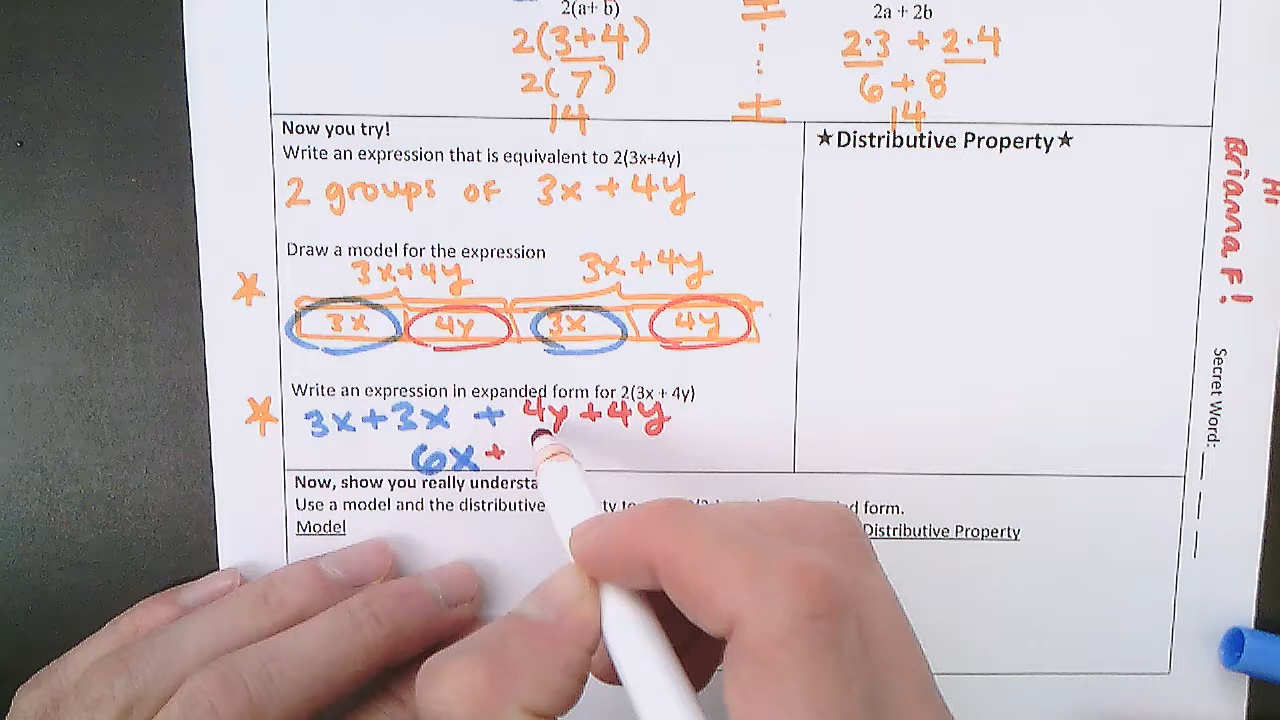 2(a+ b)
2a + 2b
2(3+4)
2·3 + 2·4
2(7)
6 + 8
14
14
Now you try!
Write an expression that is equivalent to 2(3x+4y)
2 groups of 3x + 4y
★Distributive Property★
Draw a model for the expression
3x+4y 3x+4y
3x 4y 3x 4y
Write an expression in expanded form for 2(3x + 4y)
3x+3x + 4y+4y
6x +
Now, show you really understa
Use a model and the distributive
d form.
Model
Distributive Property
Hi
Brianna F!
Secret Word: _ _ _ _